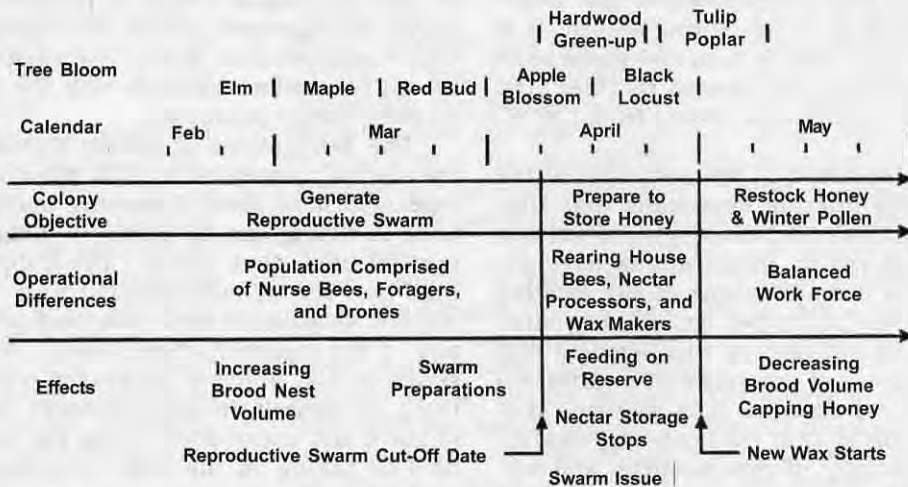 Hardwood Green-up
Tulip Poplar
Tree Bloom
Elm
Maple
Red Bud
Apple Blossom
Black Locust
Calendar
Feb
Mar
April
May
Colony Objective
Generate Reproductive Swarm
Prepare to Store Honey
Restock Honey & Winter Pollen
Operational Differences
Population Comprised of Nurse Bees, Foragers, and Drones
Rearing House Bees, Nectar Processors, and Wax Makers
Balanced Work Force
Effects
Increasing Brood Nest Volume
Swarm Preparations
Feeding on Reserve
Nectar Storage Stops
Decreasing Brood Volume Capping Honey
Reproductive Swarm Cut-Off Date
New Wax Starts
Swarm Issue